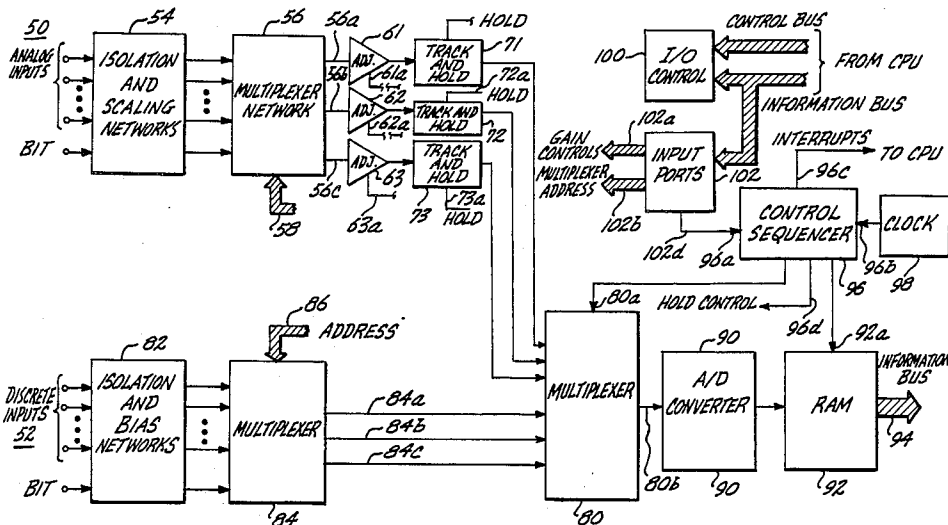 50
ANALOG INPUTS
BIT
54
ISOLATION AND SCALING NETWORKS
56
MULTIPLEXER NETWORK
58
56a
56b
56c
61
ADJ.
61a
62
ADJ.
62a
ADJ.
63
63a
HOLD
TRACK AND HOLD
71
72a
HOLD
TRACK AND HOLD
72
TRACK AND HOLD
73
73a
HOLD
100
I/O CONTROL
CONTROL BUS
FROM CPU
INFORMATION BUS
102a
GAIN CONTROLS
MULTIPLEXER ADDRESS
102b
INPUT PORTS
102
102d
INTERRUPTS
TO CPU
96c
CONTROL SEQUENCER
96a
96
96b
CLOCK
98
HOLD CONTROL
96d
80a
92a
DISCRETE INPUTS
52
BIT
82
ISOLATION AND BIAS NETWORKS
86
ADDRESS
MULTIPLEXER
84
84a
84b
84c
MULTIPLEXER
80
80b
90
A/D CONVERTER
90
RAM
92
INFORMATION BUS
94